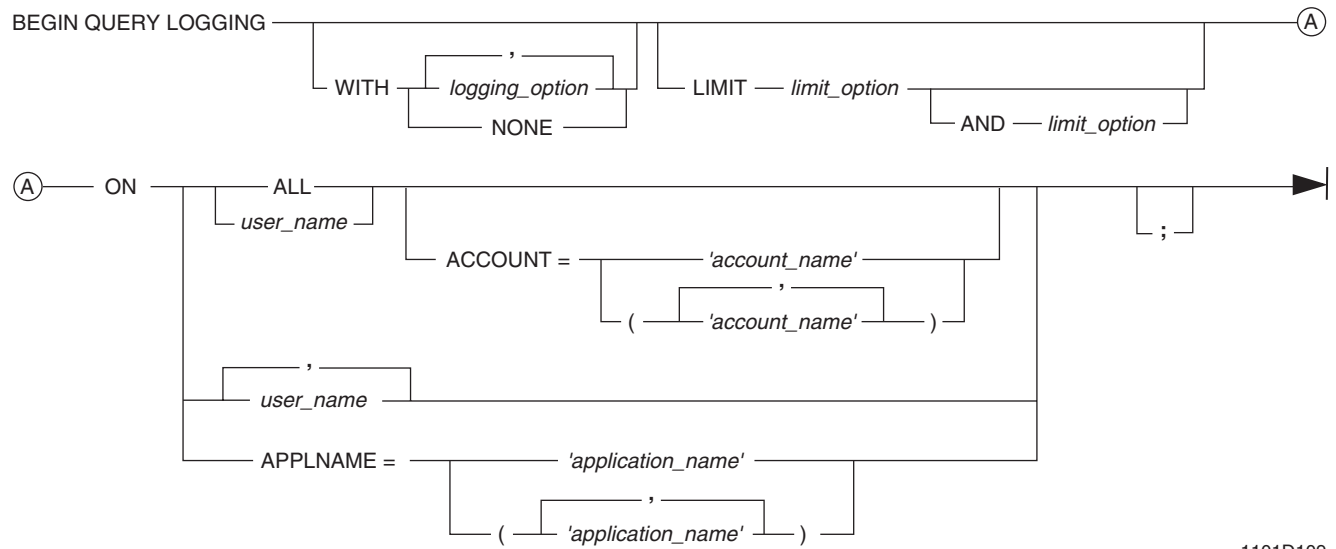 BEGIN QUERY LOGGING A
,
WITH logging_option LIMIT limit_option
NONE AND limit_option
A ON ALL
user_name ;
ACCOUNT = 'account_name'
,
( 'account_name' )
,
user_name
APPLNAME = 'application_name'
,
( 'application_name' )